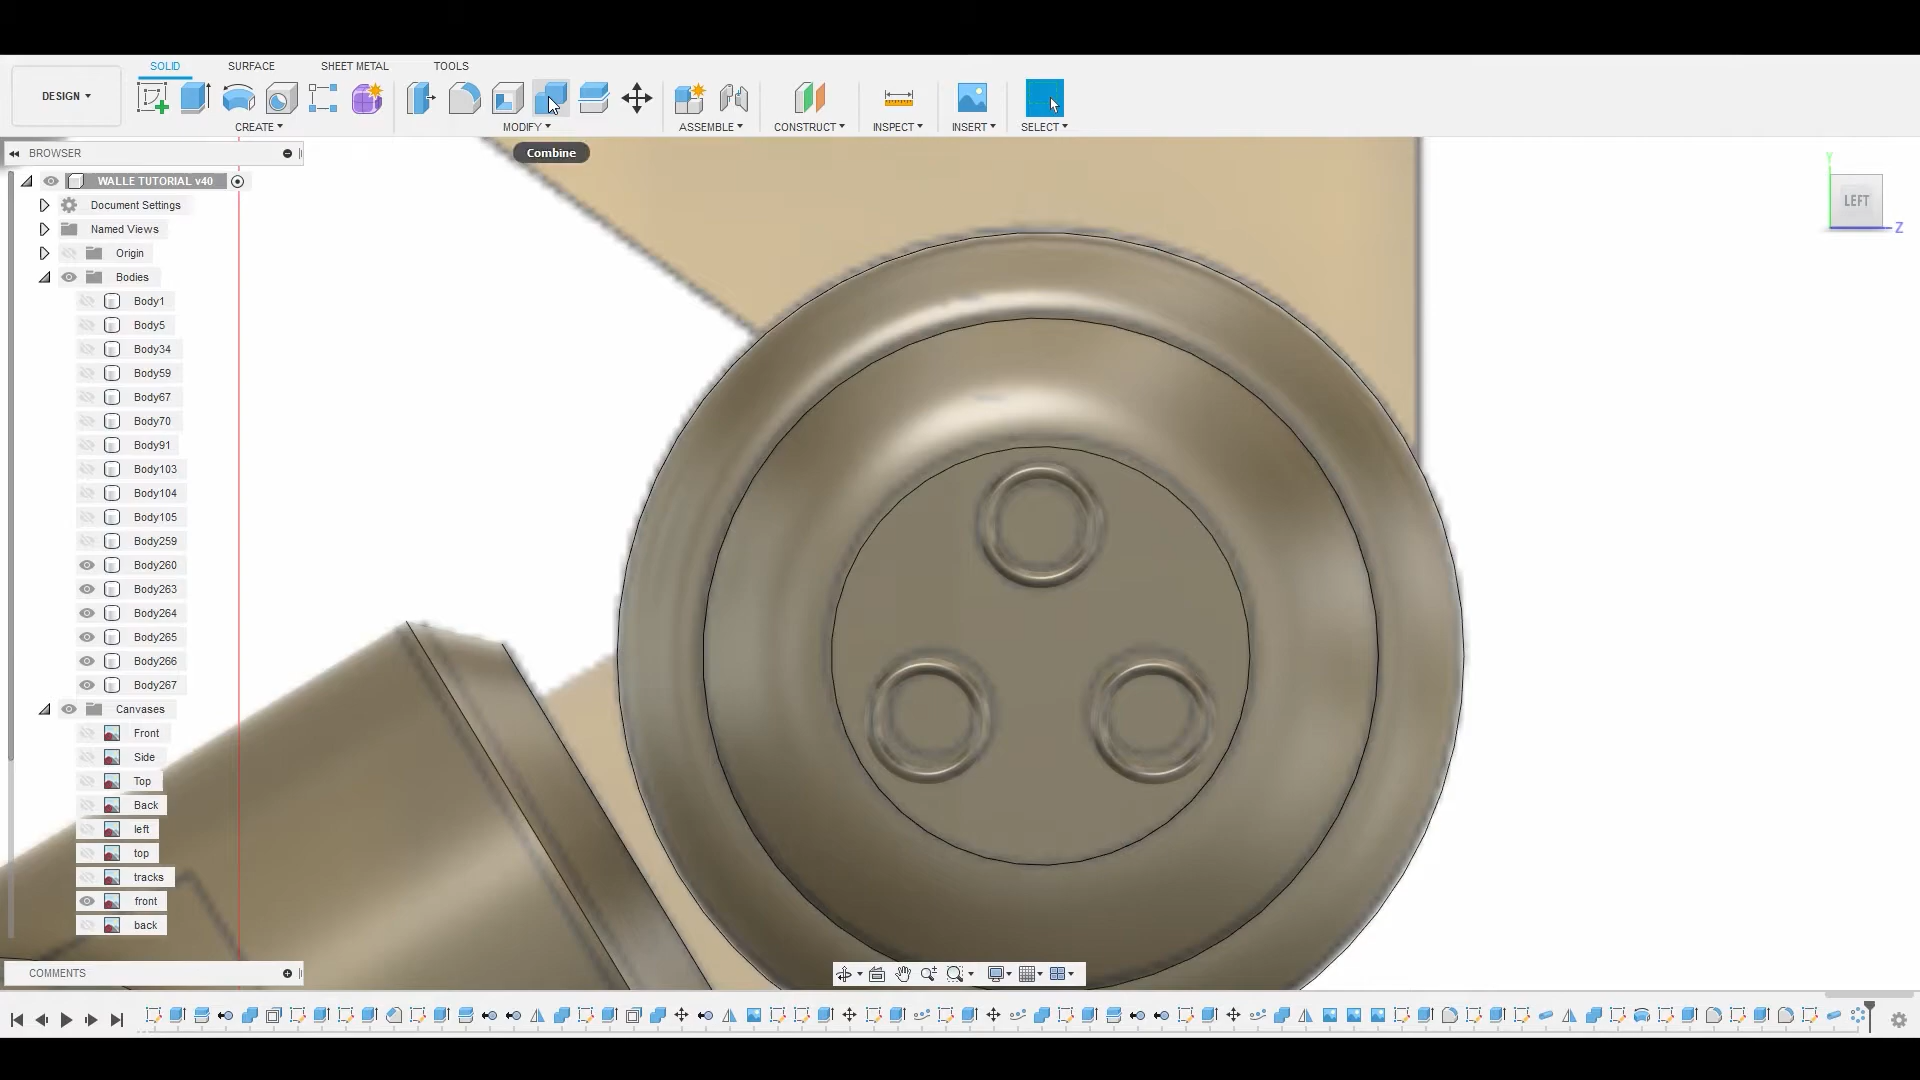 SOLID SURFACE SHEET METAL TOOLS
DESIGN
CREATE MODIFY ASSEMBLE CONSTRUCT INSPECT INSERT SELECT
BROWSER
Combine
WALLE TUTORIAL v40
Document Settings
Named Views
Origin
Bodies
Body1
Body5
Body34
Body59
Body67
Body70
Body91
Body103
Body104
Body105
Body259
Body260
Body263
Body264
Body265
Body266
Body267
Canvases
Front
Side
Top
Back
left
top
tracks
front
back
COMMENTS
Y
LEFT
Z